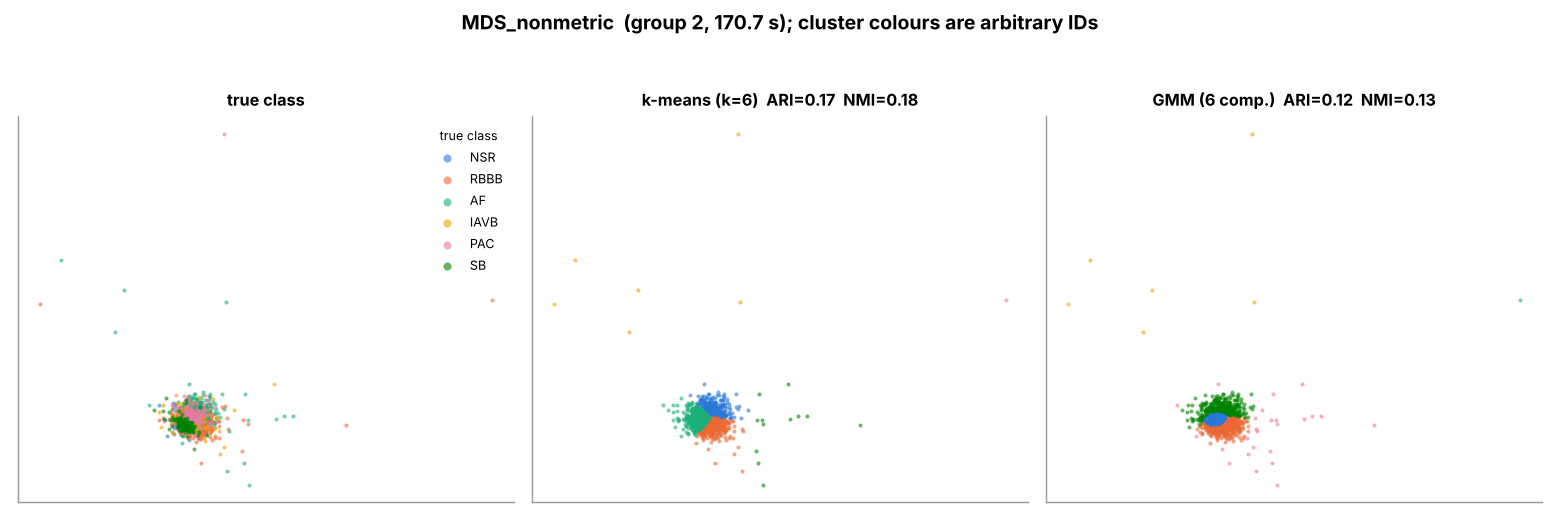 MDS_nonmetric (group 2, 170.7 s); cluster colours are arbitrary IDs
true class
true class
NSR
RBBB
AF
IAVB
PAC
SB
k-means (k=6) ARI=0.17 NMI=0.18
GMM (6 comp.) ARI=0.12 NMI=0.13